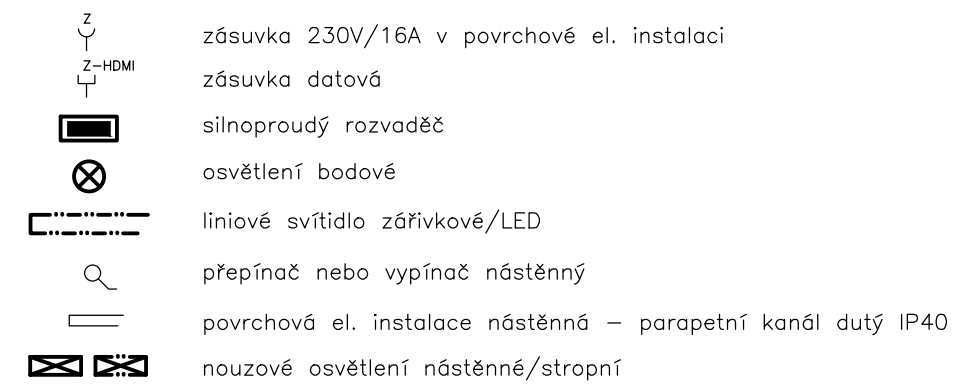 Z
zásuvka 230V/16A v povrchové el. instalaci
Z-HDMI
zásuvka datová
silnoproudý rozvaděč
osvětlení bodové
liniové svítidlo zářivkové/LED
přepínač nebo vypínač nástěnný
povrchová el. instalace nástěnná – parapetní kanál dutý IP40
nouzové osvětlení nástěnné/stropní